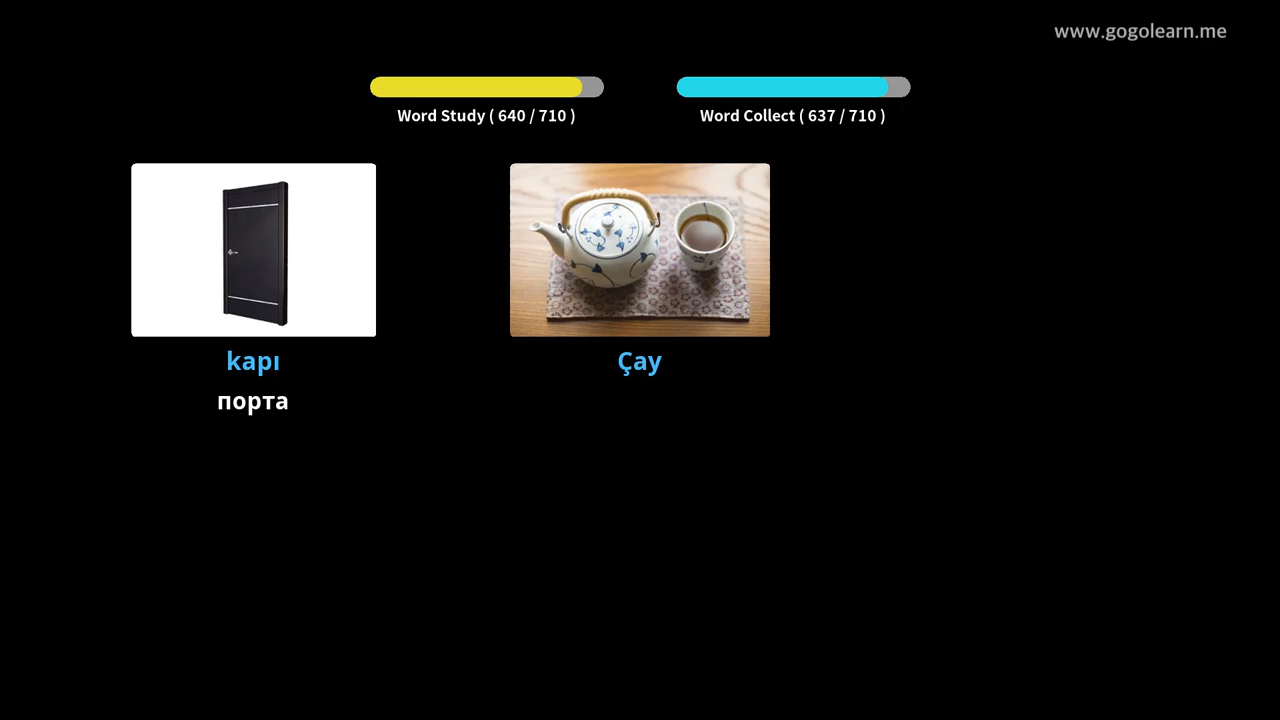 www.gogolearn.me
Word Study ( 640 / 710 )
Word Collect ( 637 / 710 )
kapı
порта
Çay